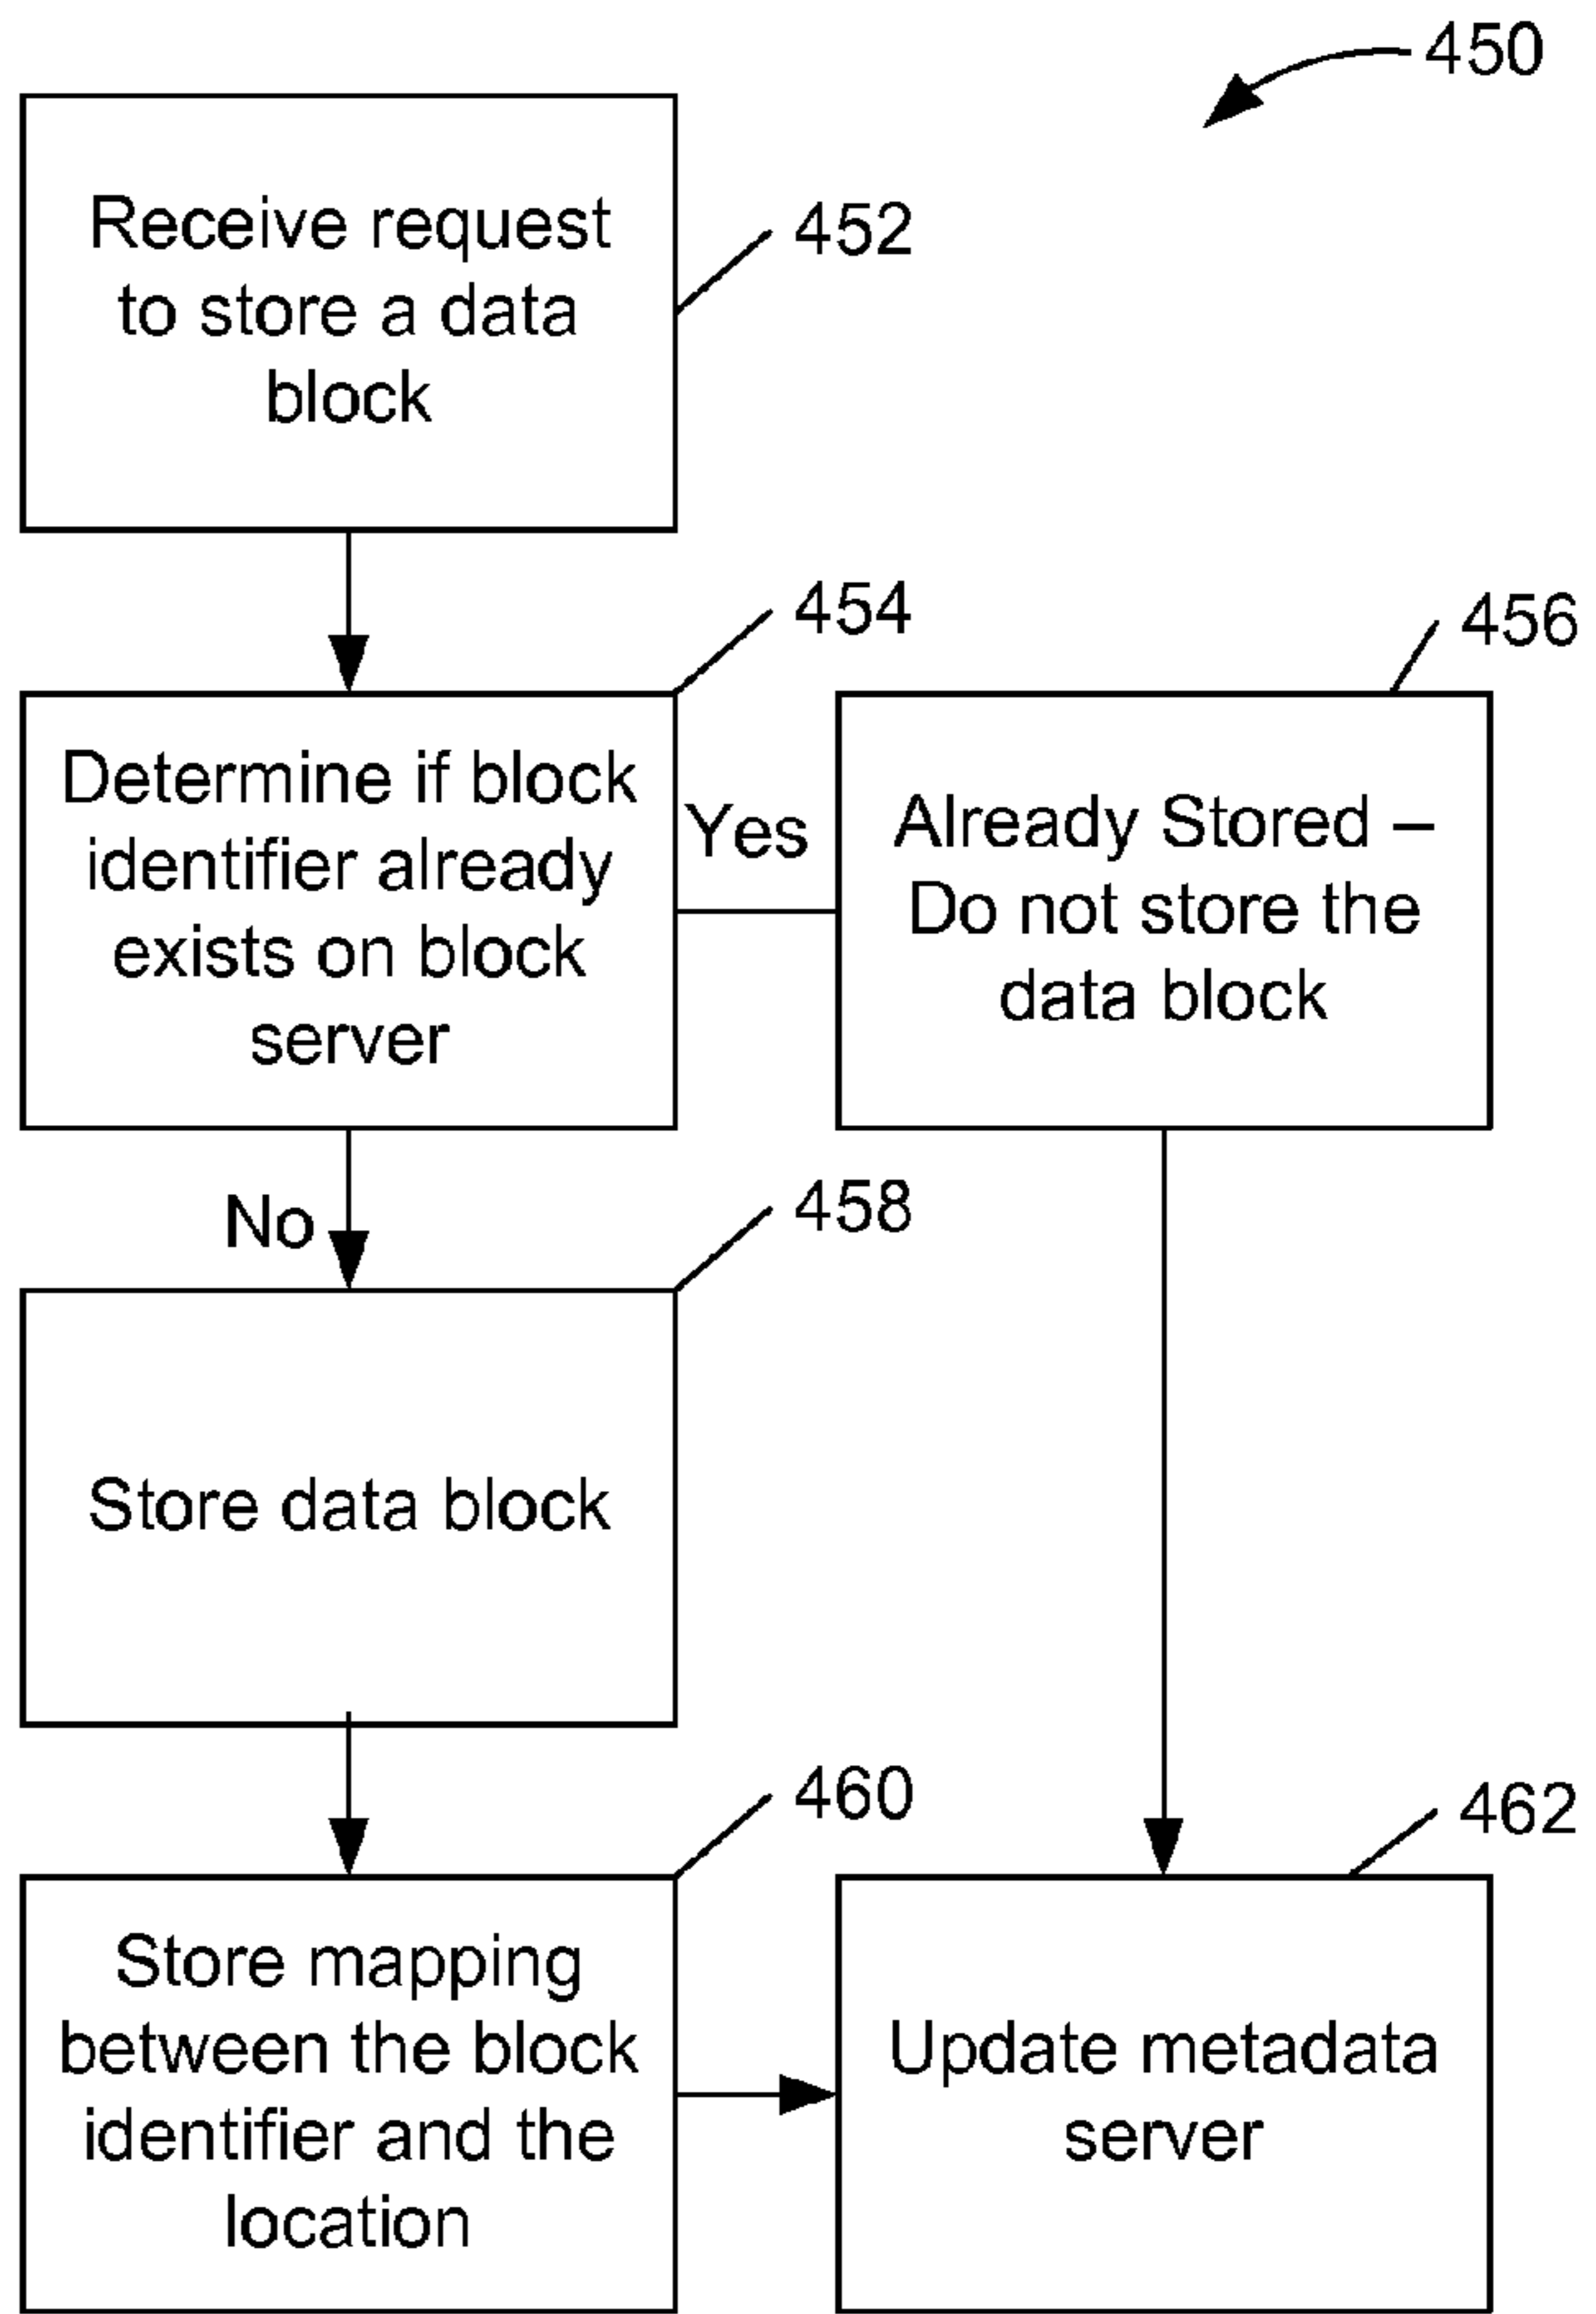 450
Receive request
to store a data
block
452
454
456
Determine if block
identifier already
exists on block
server
Yes
Already Stored –
Do not store the
data block
No
458
Store data block
460
462
Store mapping
between the block
identifier and the
location
Update metadata
server